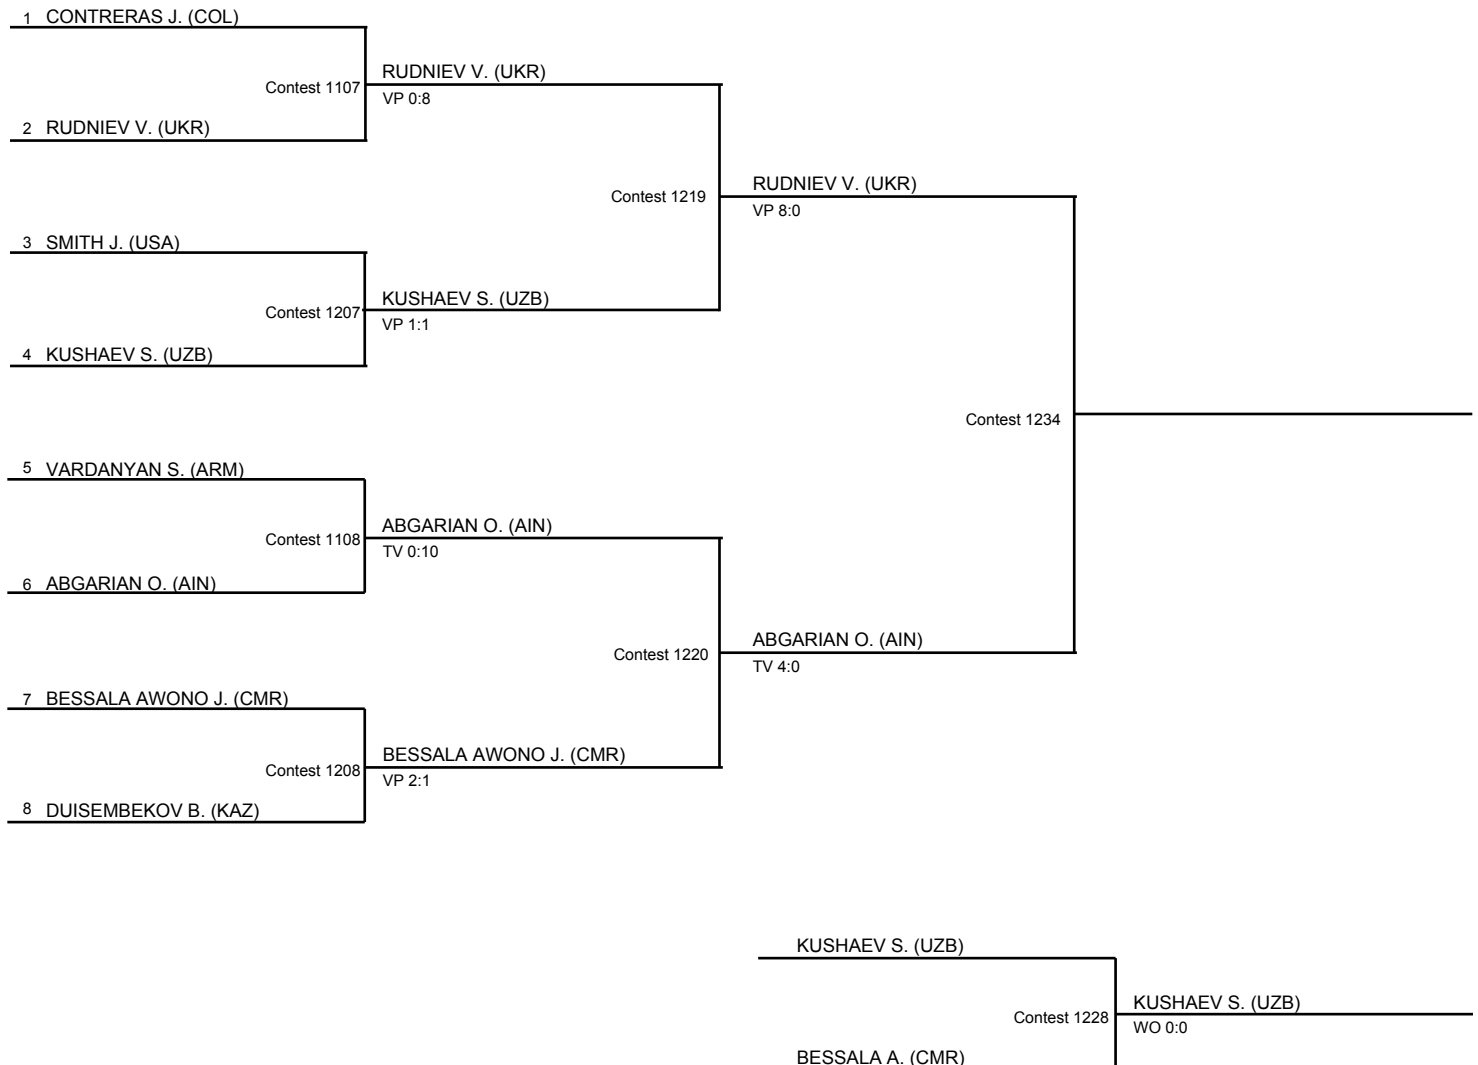 1 CONTRERAS J. (COL)
Contest 1107
RUDNIEV V. (UKR)
VP 0:8
2 RUDNIEV V. (UKR)
Contest 1219
RUDNIEV V. (UKR)
VP 8:0
3 SMITH J. (USA)
Contest 1207
KUSHAEV S. (UZB)
VP 1:1
4 KUSHAEV S. (UZB)
Contest 1234
5 VARDANYAN S. (ARM)
Contest 1108
ABGARIAN O. (AIN)
TV 0:10
6 ABGARIAN O. (AIN)
Contest 1220
ABGARIAN O. (AIN)
TV 4:0
7 BESSALA AWONO J. (CMR)
Contest 1208
BESSALA AWONO J. (CMR)
VP 2:1
8 DUISEMBEKOV B. (KAZ)
KUSHAEV S. (UZB)
Contest 1228
KUSHAEV S. (UZB)
WO 0:0
BESSALA A. (CMR)